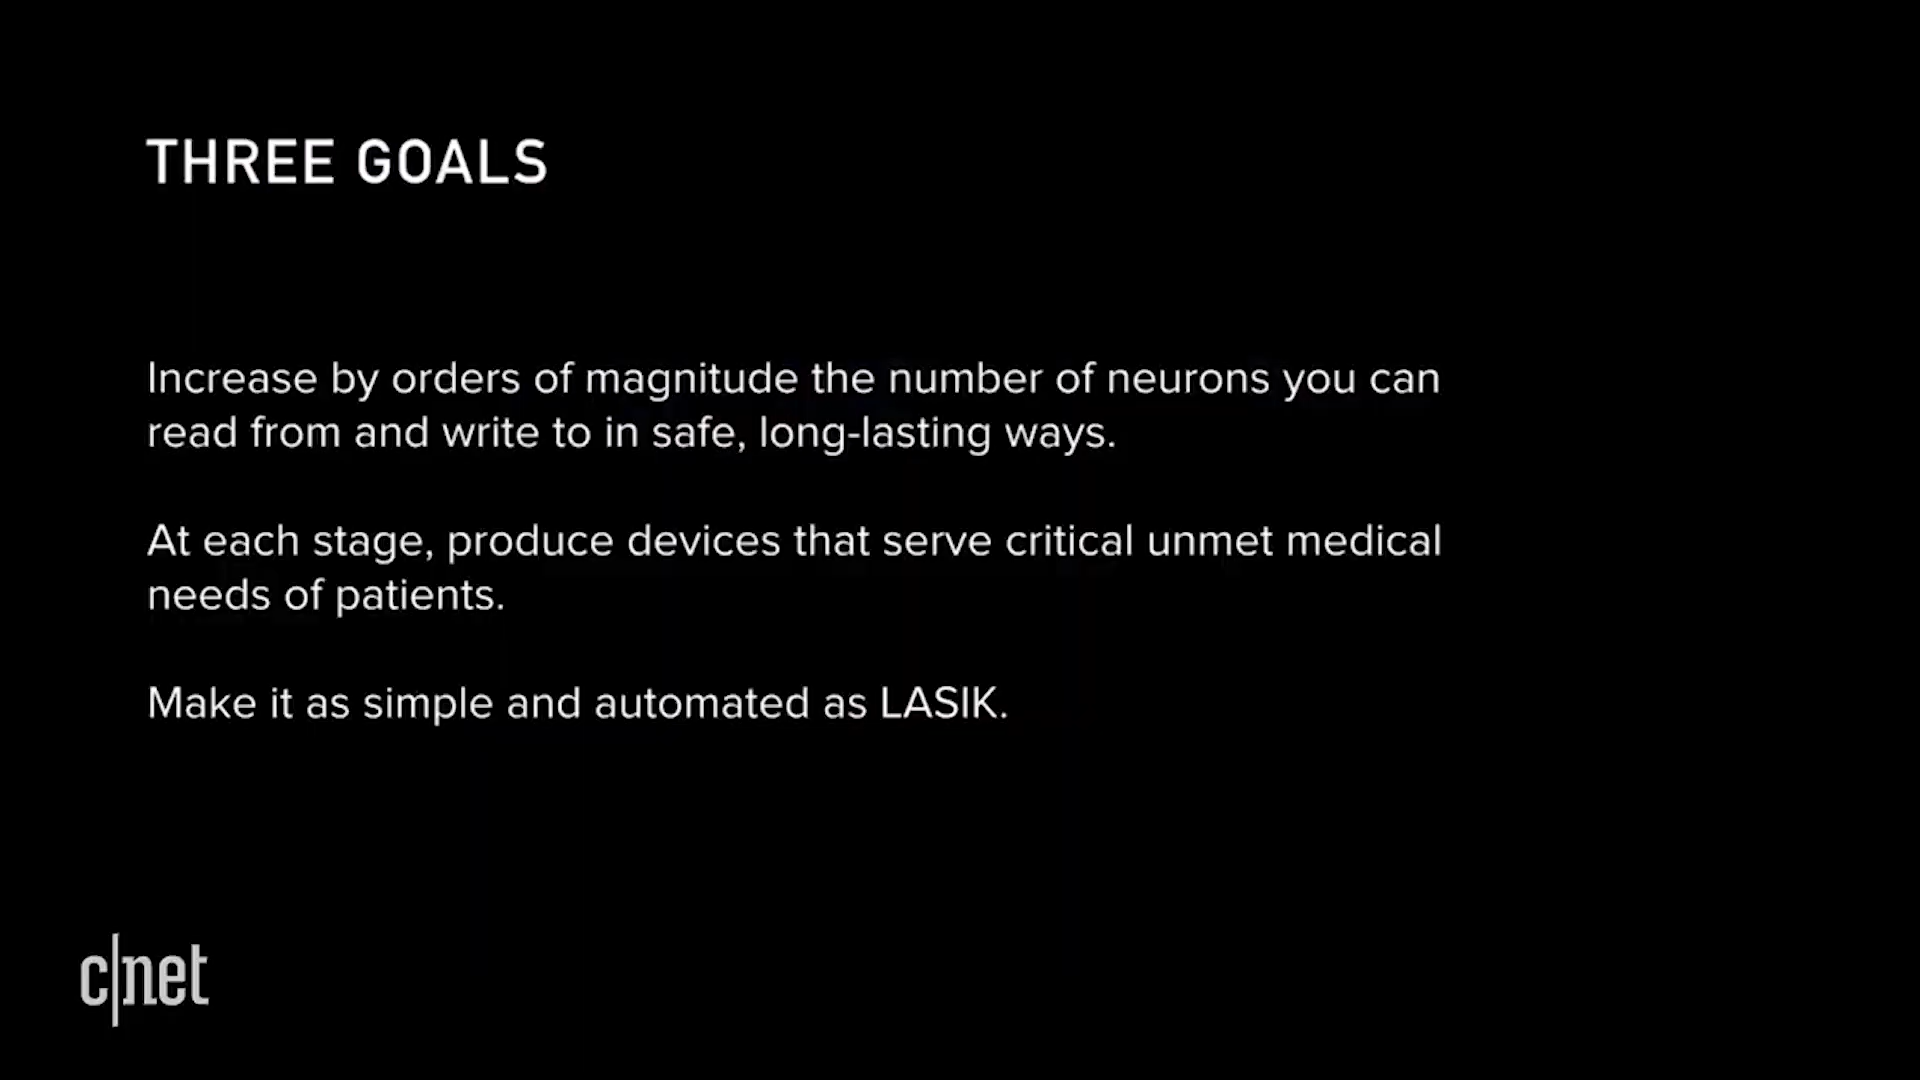 THREE GOALS
Increase by orders of magnitude the number of neurons you can
read from and write to in safe, long-lasting ways.
At each stage, produce devices that serve critical unmet medical
needs of patients.
Make it as simple and automated as LASIK.
c|net